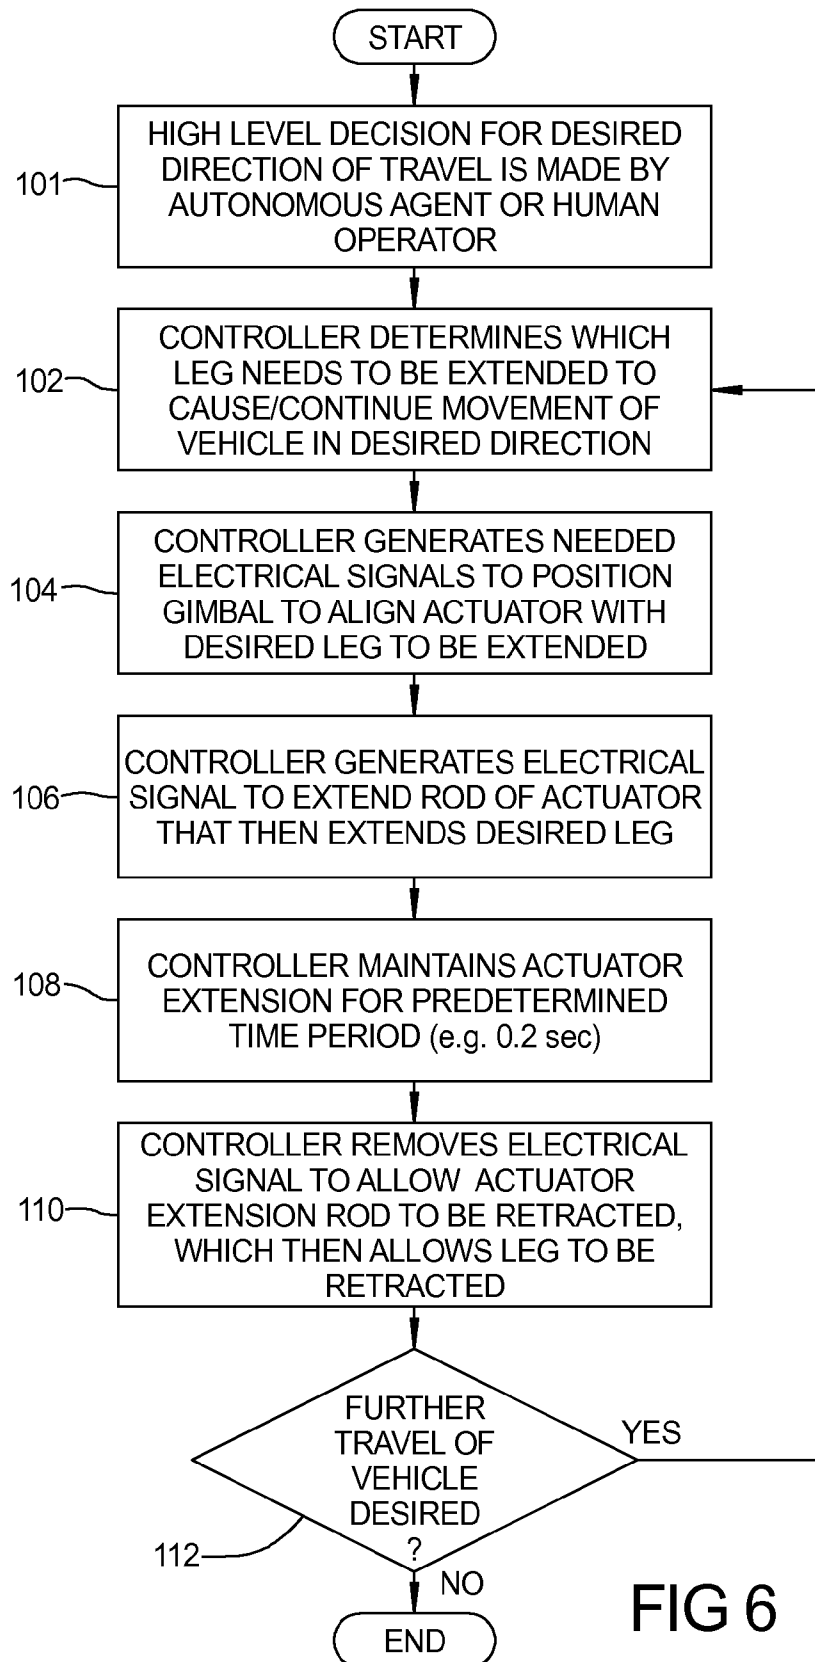 START
HIGH LEVEL DECISION FOR DESIRED
DIRECTION OF TRAVEL IS MADE BY
AUTONOMOUS AGENT OR HUMAN
OPERATOR
101
CONTROLLER DETERMINES WHICH
LEG NEEDS TO BE EXTENDED TO
CAUSE/CONTINUE MOVEMENT OF
VEHICLE IN DESIRED DIRECTION
102
CONTROLLER GENERATES NEEDED
ELECTRICAL SIGNALS TO POSITION
GIMBAL TO ALIGN ACTUATOR WITH
DESIRED LEG TO BE EXTENDED
104
CONTROLLER GENERATES ELECTRICAL
SIGNAL TO EXTEND ROD OF ACTUATOR
THAT THEN EXTENDS DESIRED LEG
106
CONTROLLER MAINTAINS ACTUATOR
EXTENSION FOR PREDETERMINED
TIME PERIOD (e.g. 0.2 sec)
108
CONTROLLER REMOVES ELECTRICAL
SIGNAL TO ALLOW ACTUATOR
EXTENSION ROD TO BE RETRACTED,
WHICH THEN ALLOWS LEG TO BE
RETRACTED
110
FURTHER
TRAVEL OF
VEHICLE
DESIRED
?
YES
112
NO
END
FIG 6